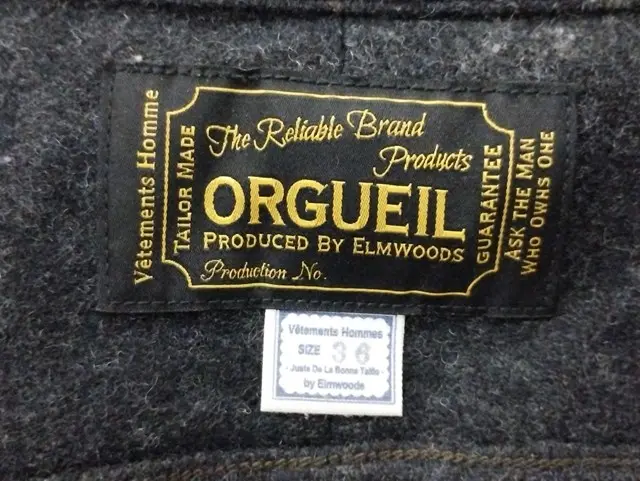 Vêtements Homme
TAILOR MADE
The Reliable Brand
Products
ORGUEIL
PRODUCED BY ELMWOODS
Production No.
GUARANTEE
ASK THE MAN
WHO OWNS ONE
Vêtements Hommes
SIZE 36
- Juste De La Bonne Taille -
by Elmwoods